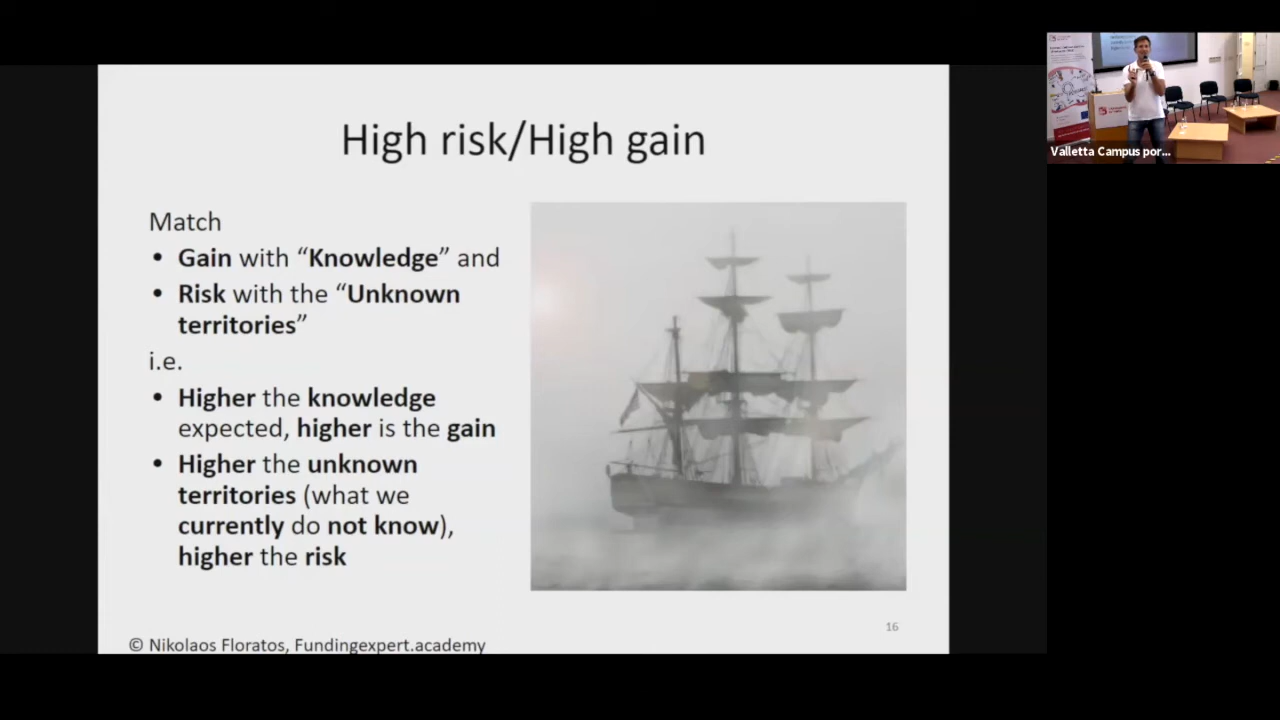 High risk/High gain
Match
• Gain with “Knowledge” and
• Risk with the “Unknown
territories”
i.e.
• Higher the knowledge
expected, higher is the gain
• Higher the unknown
territories (what we
currently do not know),
higher the risk
16
© Nikolaos Floratos, Fundingexpert.academy
Valletta Campus por...